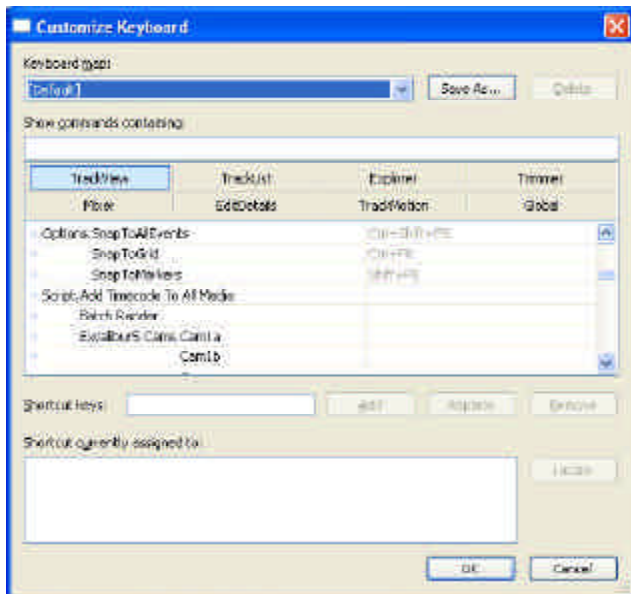 Customize Keyboard
Keyboard map:
[Default]
Save As...
Delete
Show commands containing:
TrackView
TrackList
Explorer
Trimmer
Mixer
EditDetails
TrackMotion
Global
Options.SnapToAllEvents Ctrl+Shift+F8
SnapToGrid Ctrl+F8
SnapToMarkers Shift+F8
Script.Add Timecode To All Media
Batch Render
Excalibur5 Cams.Cam1a
Cam1b
Shortcut keys:
Add
Replace
Remove
Shortcut currently assigned to:
Locate
OK
Cancel